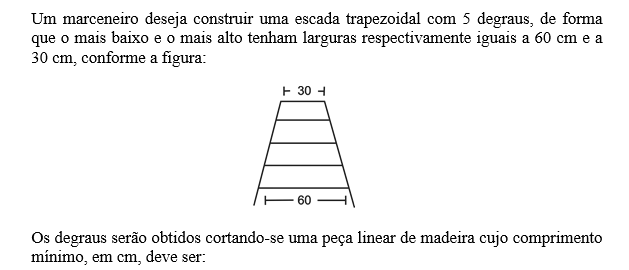 Um marceneiro deseja construir uma escada trapezoidal com 5 degraus, de forma
que o mais baixo e o mais alto tenham larguras respectivamente iguais a 60 cm e a
30 cm, conforme a figura:
30
60
Os degraus serão obtidos cortando-se uma peça linear de madeira cujo comprimento
mínimo, em cm, deve ser: